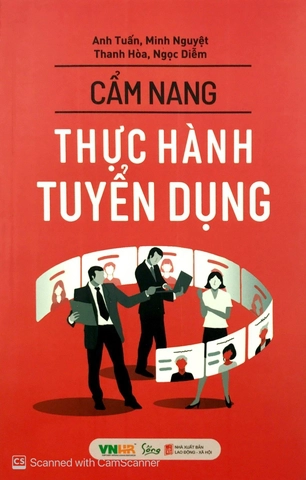 Anh Tuấn, Minh Nguyệt
Thanh Hòa, Ngọc Diễm
CẨM NANG
THỰC HÀNH
TUYỂN DỤNG
VNHR
Sống
NHÀ XUẤT BẢN
LAO ĐỘNG - XÃ HỘI
CS Scanned with CamScanner